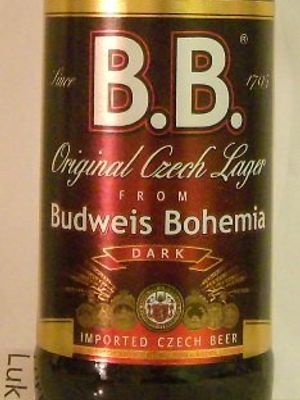 B.B.®
Since 1795
Original Czech Lager
FROM
Budweis Bohemia
DARK
IMPORTED CZECH BEER
Luk